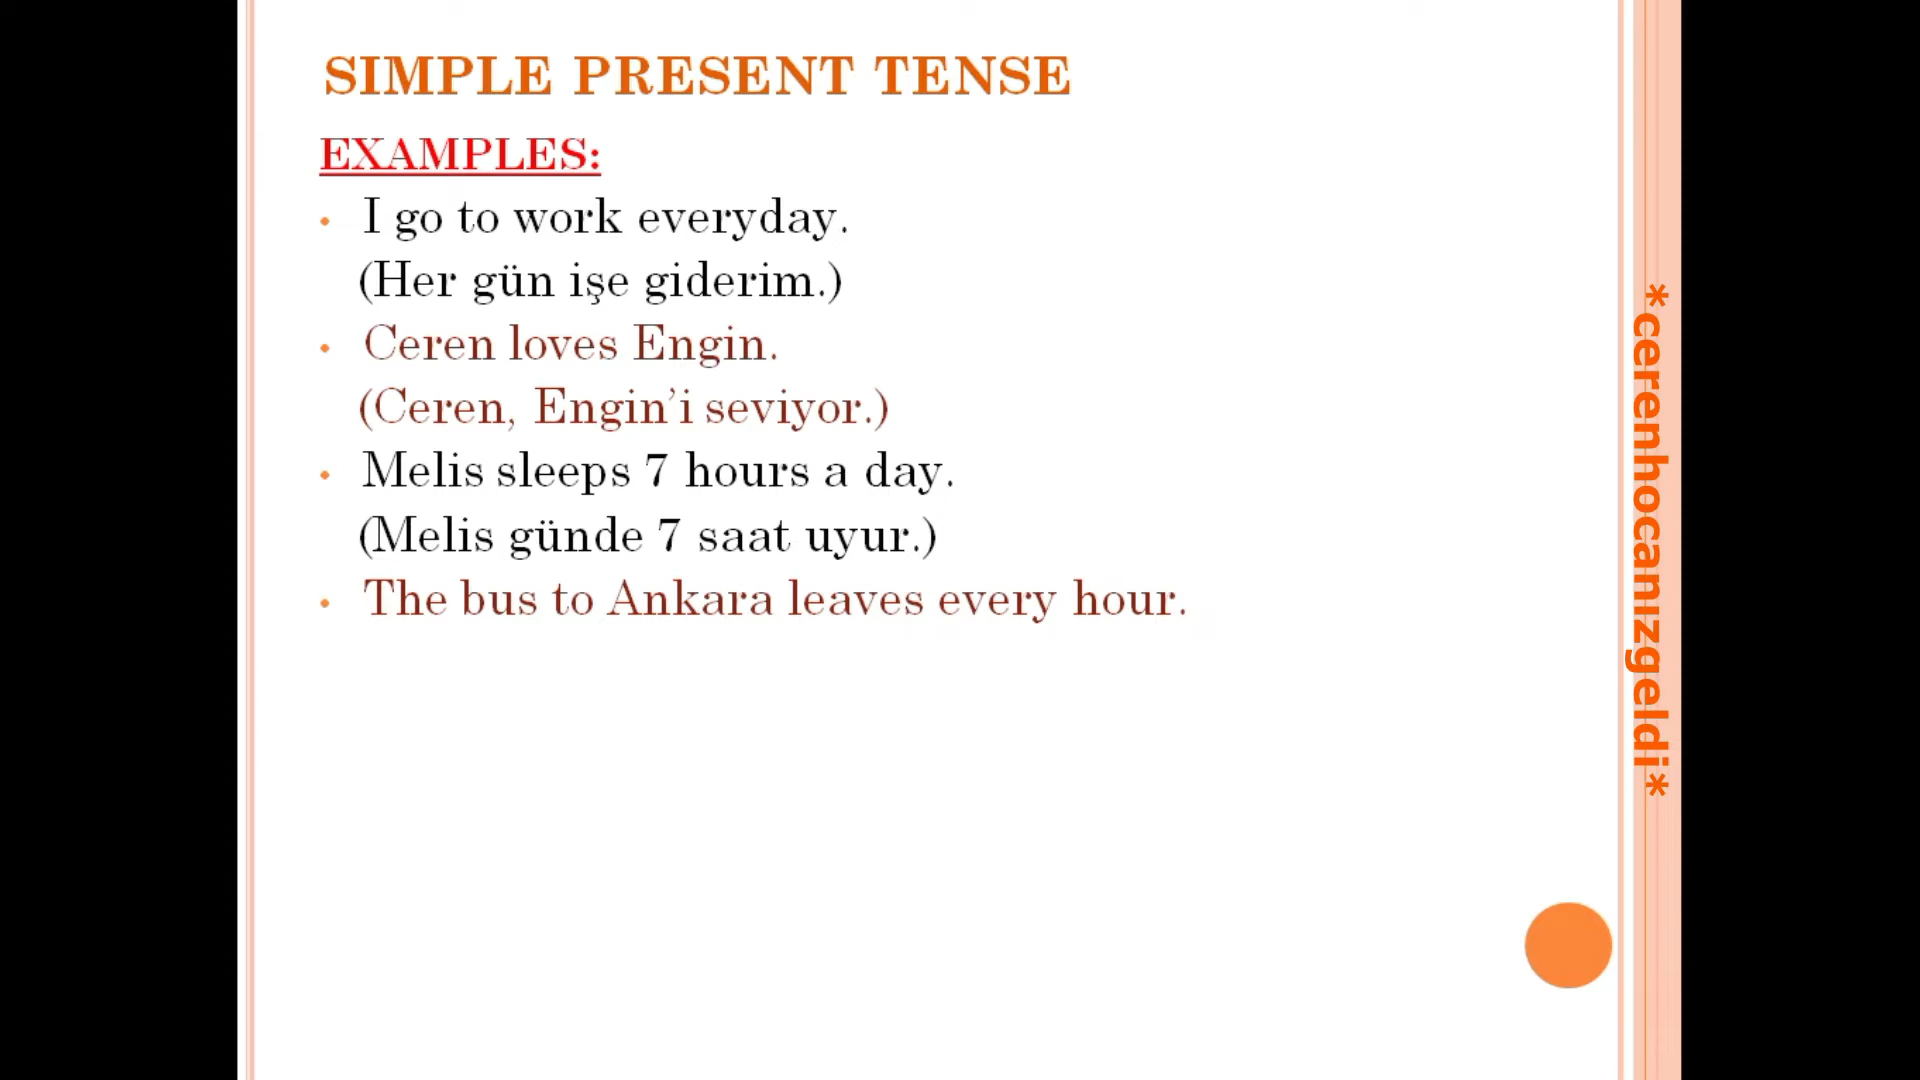 SIMPLE PRESENT TENSE
EXAMPLES:
• I go to work everyday.
(Her gün işe giderim.)
• Ceren loves Engin.
(Ceren, Engin’i seviyor.)
• Melis sleeps 7 hours a day.
(Melis günde 7 saat uyur.)
• The bus to Ankara leaves every hour.
*cerenhocanızgeldi*